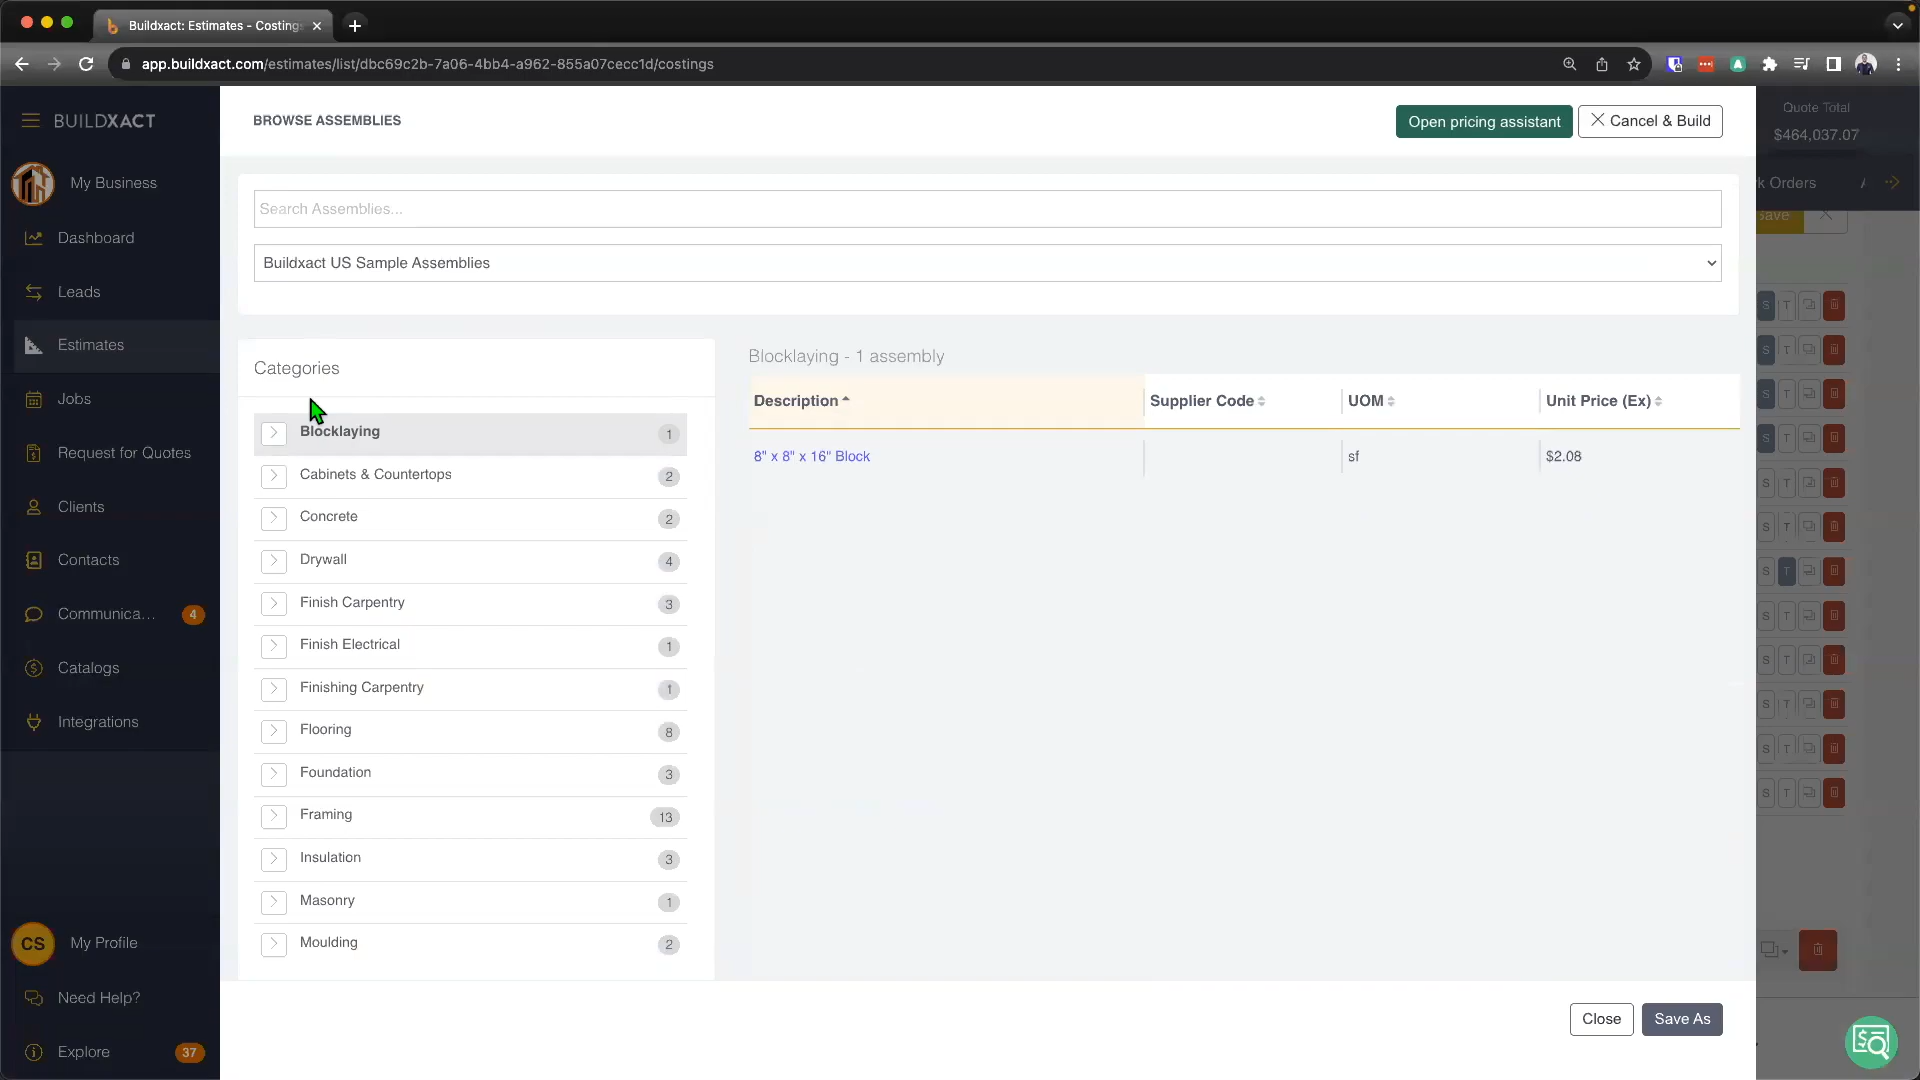 Buildxact: Estimates - Costings
app.buildxact.com/estimates/list/dbc69c2b-7a06-4bb4-a962-855a07cecc1d/costings
BUILDXACT
My Business
Dashboard
Leads
Estimates
Jobs
Request for Quotes
Clients
Contacts
Communica... 4
Catalogs
Integrations
CS My Profile
Need Help?
Explore 37
BROWSE ASSEMBLIES
Open pricing assistant
Cancel & Build
Search Assemblies...
Buildxact US Sample Assemblies
Categories
Blocklaying 1
Cabinets & Countertops 2
Concrete 2
Drywall 4
Finish Carpentry 3
Finish Electrical 1
Finishing Carpentry 1
Flooring 8
Foundation 3
Framing 13
Insulation 3
Masonry 1
Moulding 2
Blocklaying - 1 assembly
Description Supplier Code UOM Unit Price (Ex)
8" x 8" x 16" Block sf $2.08
Close
Save As
Quote Total
$464,037.07
k Orders
Save
S T
S T
S T
S T
S T
S T
S T
S T
S T
S T
S T
S T